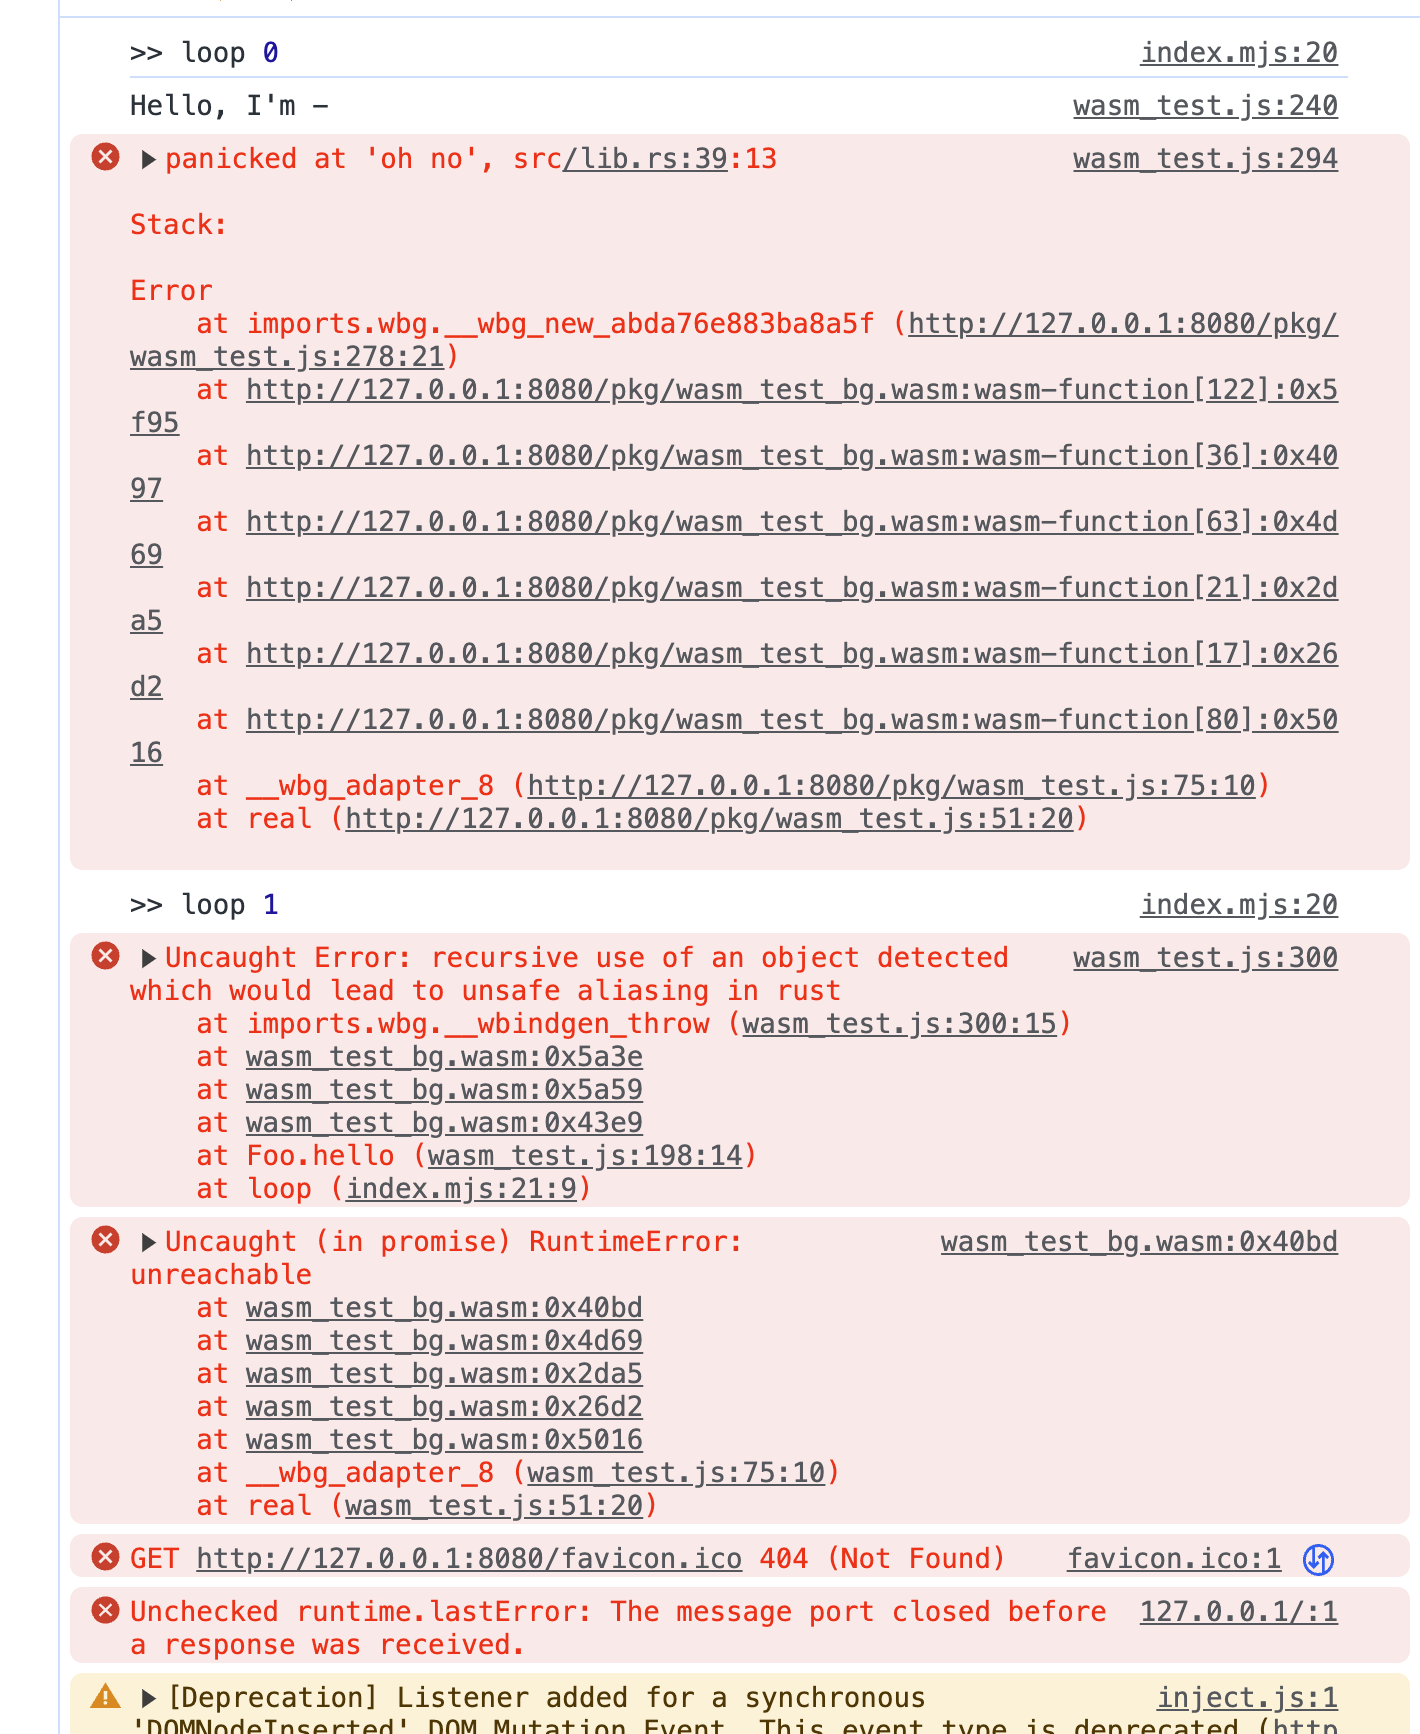 >> loop 0 index.mjs:20
Hello, I'm – wasm_test.js:240
▶panicked at 'oh no', src/lib.rs:39:13 wasm_test.js:294
Stack:
Error
at imports.wbg.__wbg_new_abda76e883ba8a5f (http://127.0.0.1:8080/pkg/
wasm_test.js:278:21)
at http://127.0.0.1:8080/pkg/wasm_test_bg.wasm:wasm-function[122]:0x5
f95
at http://127.0.0.1:8080/pkg/wasm_test_bg.wasm:wasm-function[36]:0x40
97
at http://127.0.0.1:8080/pkg/wasm_test_bg.wasm:wasm-function[63]:0x4d
69
at http://127.0.0.1:8080/pkg/wasm_test_bg.wasm:wasm-function[21]:0x2d
a5
at http://127.0.0.1:8080/pkg/wasm_test_bg.wasm:wasm-function[17]:0x26
d2
at http://127.0.0.1:8080/pkg/wasm_test_bg.wasm:wasm-function[80]:0x50
16
at __wbg_adapter_8 (http://127.0.0.1:8080/pkg/wasm_test.js:75:10)
at real (http://127.0.0.1:8080/pkg/wasm_test.js:51:20)
>> loop 1 index.mjs:20
▶Uncaught Error: recursive use of an object detected wasm_test.js:300
which would lead to unsafe aliasing in rust
at imports.wbg.__wbindgen_throw (wasm_test.js:300:15)
at wasm_test_bg.wasm:0x5a3e
at wasm_test_bg.wasm:0x5a59
at wasm_test_bg.wasm:0x43e9
at Foo.hello (wasm_test.js:198:14)
at loop (index.mjs:21:9)
▶Uncaught (in promise) RuntimeError: wasm_test_bg.wasm:0x40bd
unreachable
at wasm_test_bg.wasm:0x40bd
at wasm_test_bg.wasm:0x4d69
at wasm_test_bg.wasm:0x2da5
at wasm_test_bg.wasm:0x26d2
at wasm_test_bg.wasm:0x5016
at __wbg_adapter_8 (wasm_test.js:75:10)
at real (wasm_test.js:51:20)
GET http://127.0.0.1:8080/favicon.ico 404 (Not Found) favicon.ico:1
Unchecked runtime.lastError: The message port closed before 127.0.0.1/:1
a response was received.
▶[Deprecation] Listener added for a synchronous inject.js:1
'DOMNodeInserted' DOM Mutation Event. This event type is deprecated (http